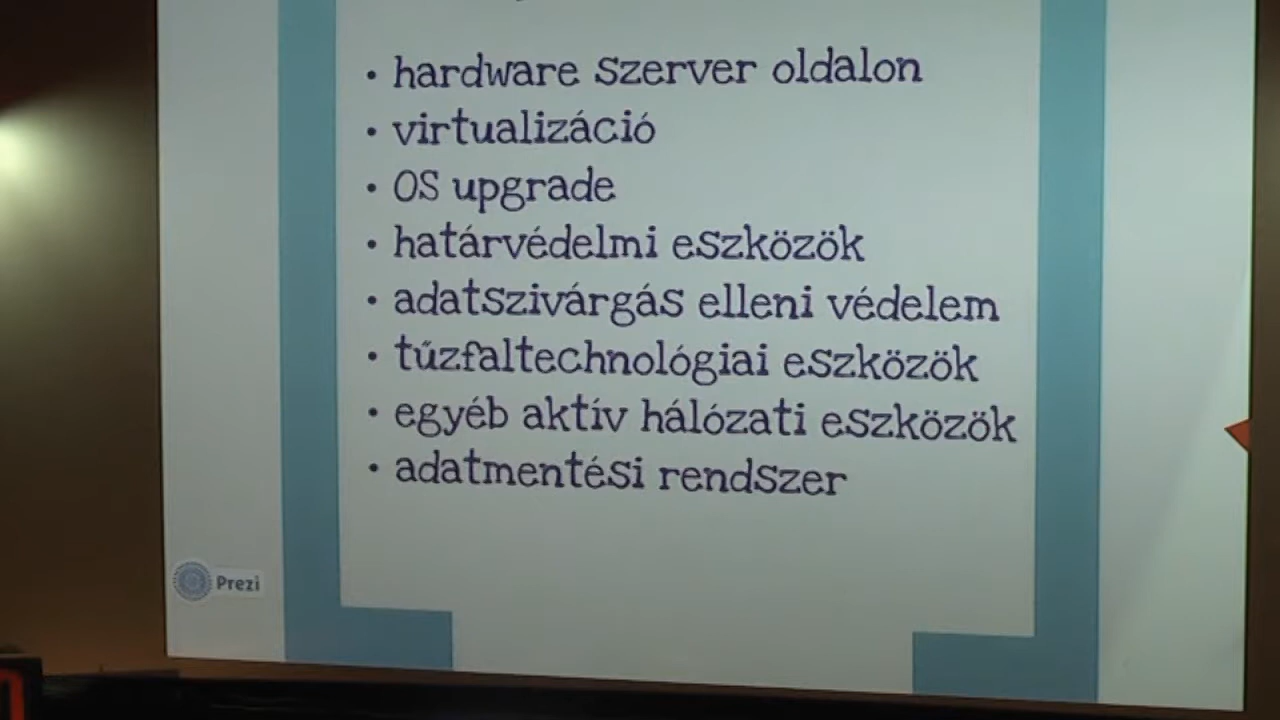 • hardware szerver oldalon
• virtualizáció
• OS upgrade
• határvédelmi eszközök
• adatszivárgás elleni védelem
• tűzfaltechnológiai eszközök
• egyéb aktív hálózati eszközök
• adatmentési rendszer
Prezi